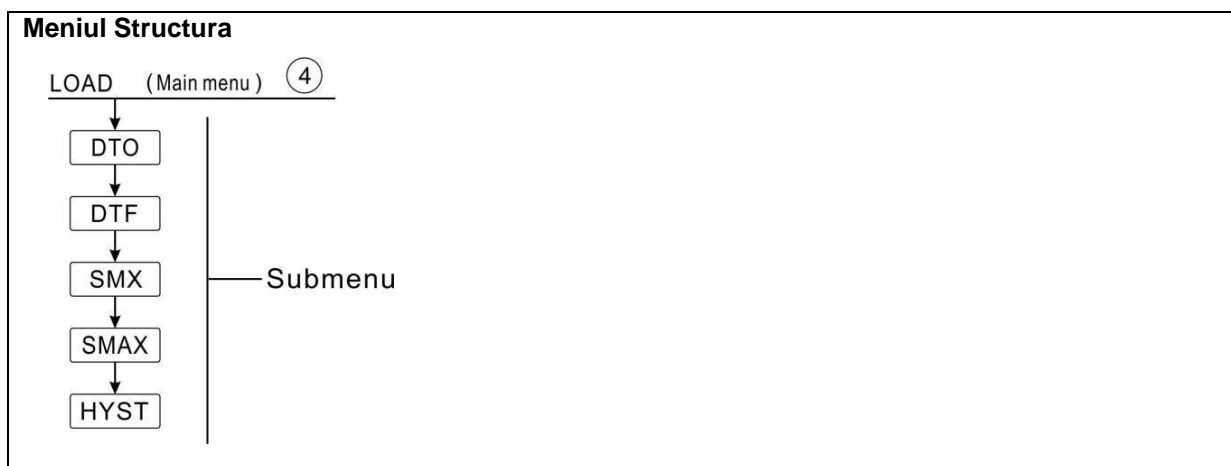 Meniul Structura
LOAD (Main menu) 4
DTO
DTF
SMX
Submenu
SMAX
HYST